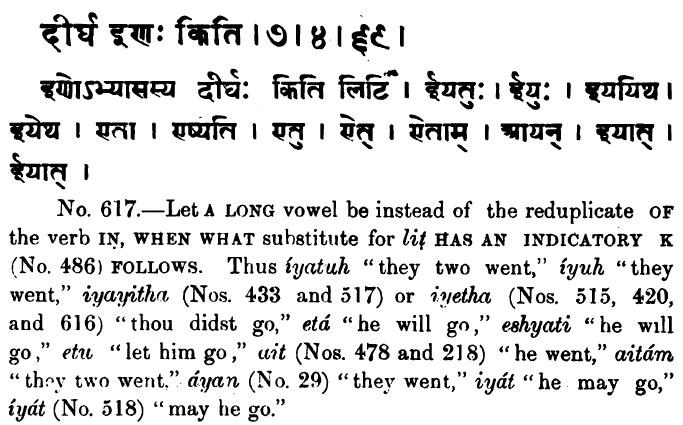 दीर्घ इणः किति । ७ । ४ । ६९ ।
इणोऽभ्यासस्य दीर्घः किति लिटि । ईयतुः । ईयुः । इययिथ ।
इयेथ । एता । एष्यति । एतु । ऐत् । ऐताम् । आयन् । इयात् ।
ईयात् ।
No. 617.—Let A LONG vowel be instead of the reduplicate OF
the verb IṆ, WHEN WHAT substitute for liṭ HAS AN INDICATORY K
(No. 486) FOLLOWS. Thus íyatuh “they two went,” íyuh “they
went,” iyayitha (Nos. 433 and 517) or iyetha (Nos. 515, 420,
and 616) “thou didst go,” etá “he will go,” eshyati “he will
go,” etu “let him go,” ait (Nos. 478 and 218) “he went,” aitám
“they two went,” áyan (No. 29) “they went,” iyát “he may go,”
íyát (No. 518) “may he go.”